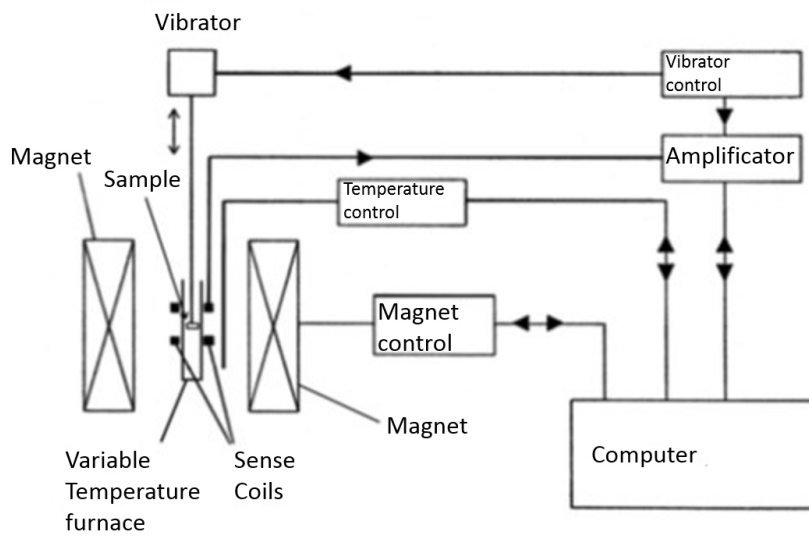 Vibrator
Vibrator
control
Magnet
Sample
Amplificator
Temperature
control
Magnet
control
Magnet
Computer
Variable
Temperature
furnace
Sense
Coils